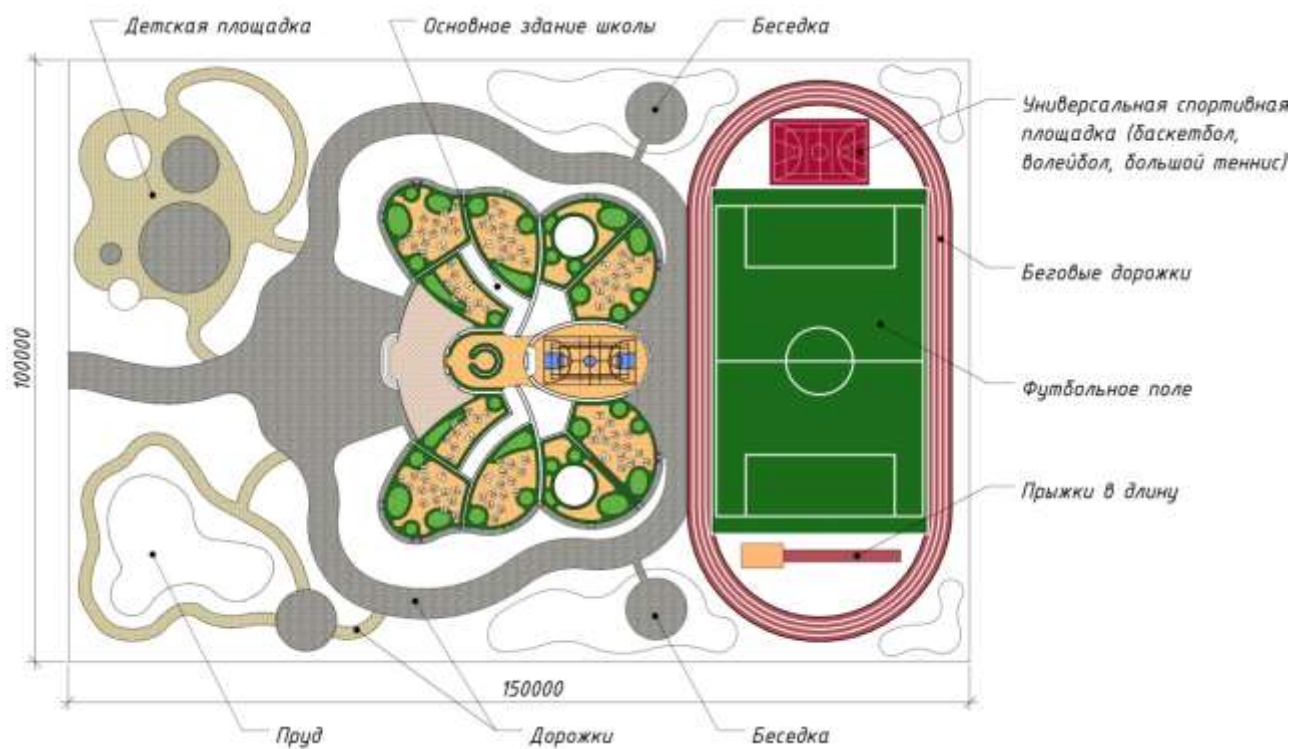 Детская площадка
Основное здание школы
Беседка
Универсальная спортивная
площадка (баскетбол,
волейбол, большой теннис)
Беговые дорожки
100000
Футбольное поле
Прыжки в длину
150000
Пруд
Дорожки
Беседка